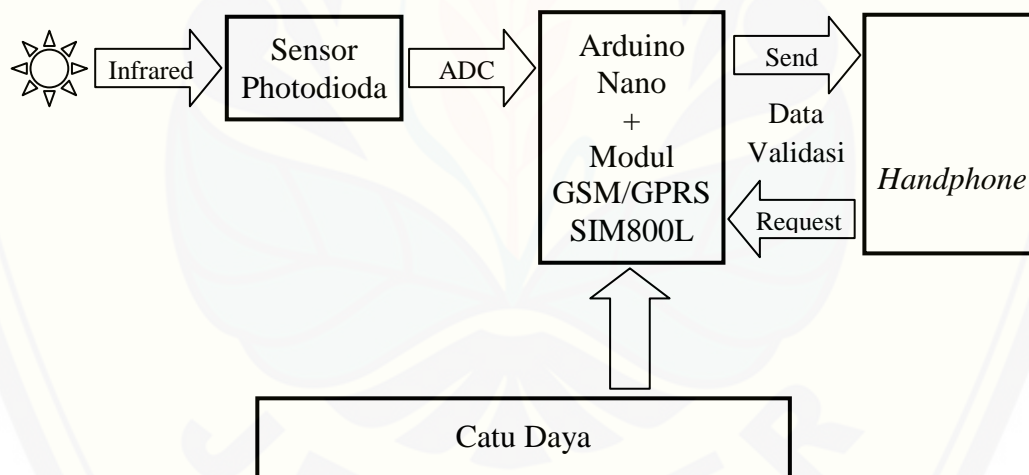 Infrared
Sensor
Photodioda
ADC
Arduino
Nano
+
Modul
GSM/GPRS
SIM800L
Send
Data
Validasi
Request
Handphone
Catu Daya